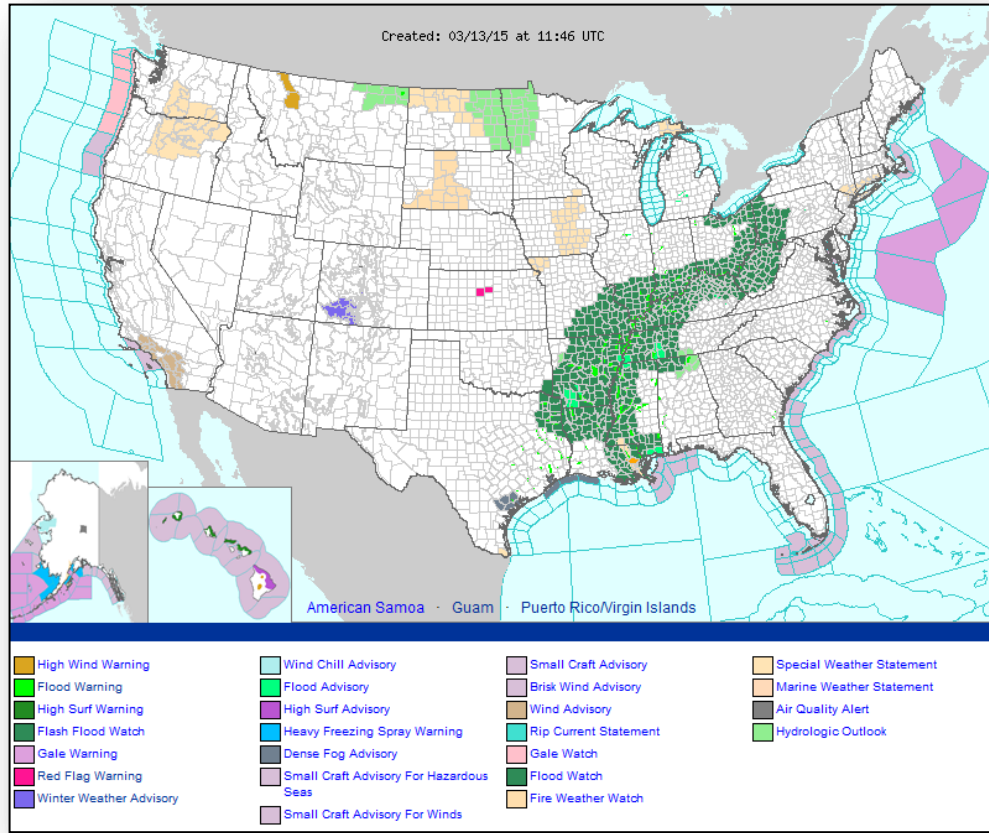 Created: 03/13/15 at 11:46 UTC
American Samoa · Guam · Puerto Rico/Virgin Islands
High Wind Warning
Flood Warning
High Surf Warning
Flash Flood Watch
Gale Warning
Red Flag Warning
Winter Weather Advisory
Wind Chill Advisory
Flood Advisory
High Surf Advisory
Heavy Freezing Spray Warning
Dense Fog Advisory
Small Craft Advisory For Hazardous
Seas
Small Craft Advisory For Winds
Small Craft Advisory
Brisk Wind Advisory
Wind Advisory
Rip Current Statement
Gale Watch
Flood Watch
Fire Weather Watch
Special Weather Statement
Marine Weather Statement
Air Quality Alert
Hydrologic Outlook